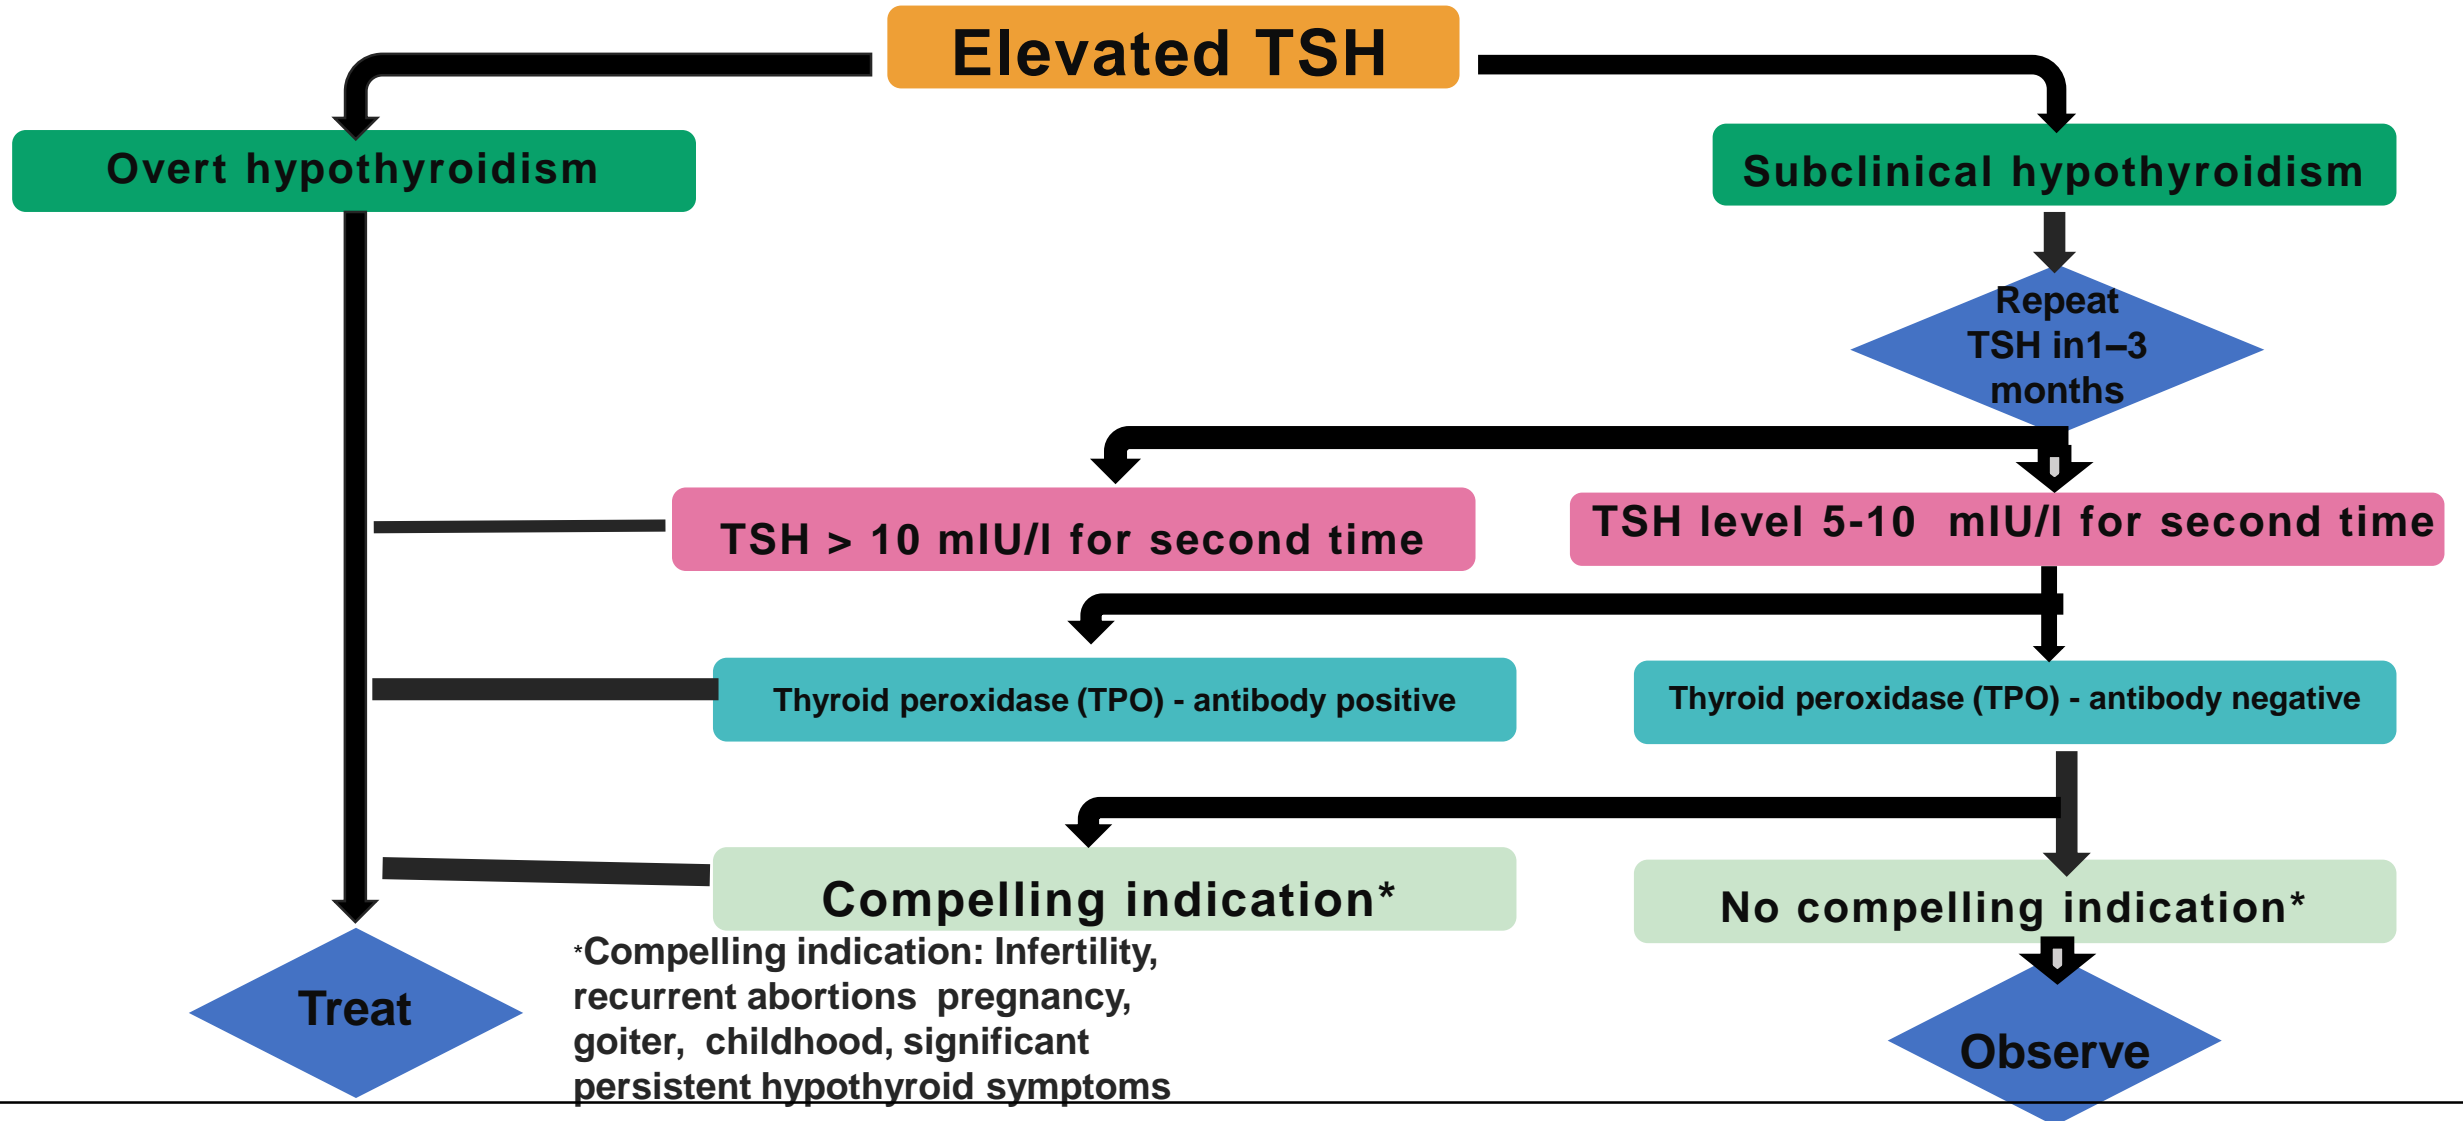 Elevated TSH
Overt hypothyroidism
Subclinical hypothyroidism
Repeat
TSH in1–3
months
TSH > 10 mIU/l for second time
TSH level 5-10 mIU/l for second time
Thyroid peroxidase (TPO) - antibody positive
Thyroid peroxidase (TPO) - antibody negative
Compelling indication*
No compelling indication*
*Compelling indication: Infertility,
recurrent abortions pregnancy,
goiter, childhood, significant
persistent hypothyroid symptoms
Treat
Observe